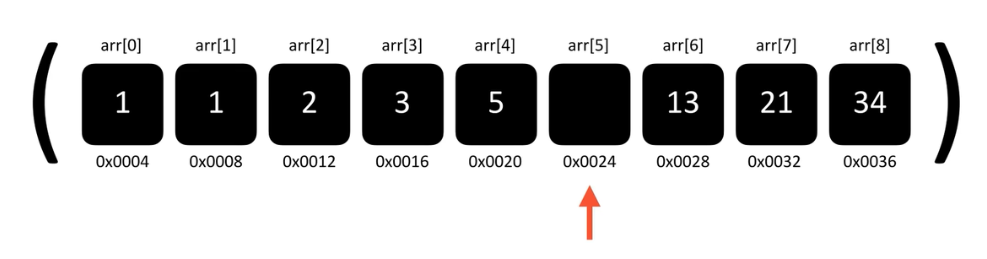 arr[0] arr[1] arr[2] arr[3] arr[4] arr[5] arr[6] arr[7] arr[8]
1 1 2 3 5 13 21 34
0x0004 0x0008 0x0012 0x0016 0x0020 0x0024 0x0028 0x0032 0x0036